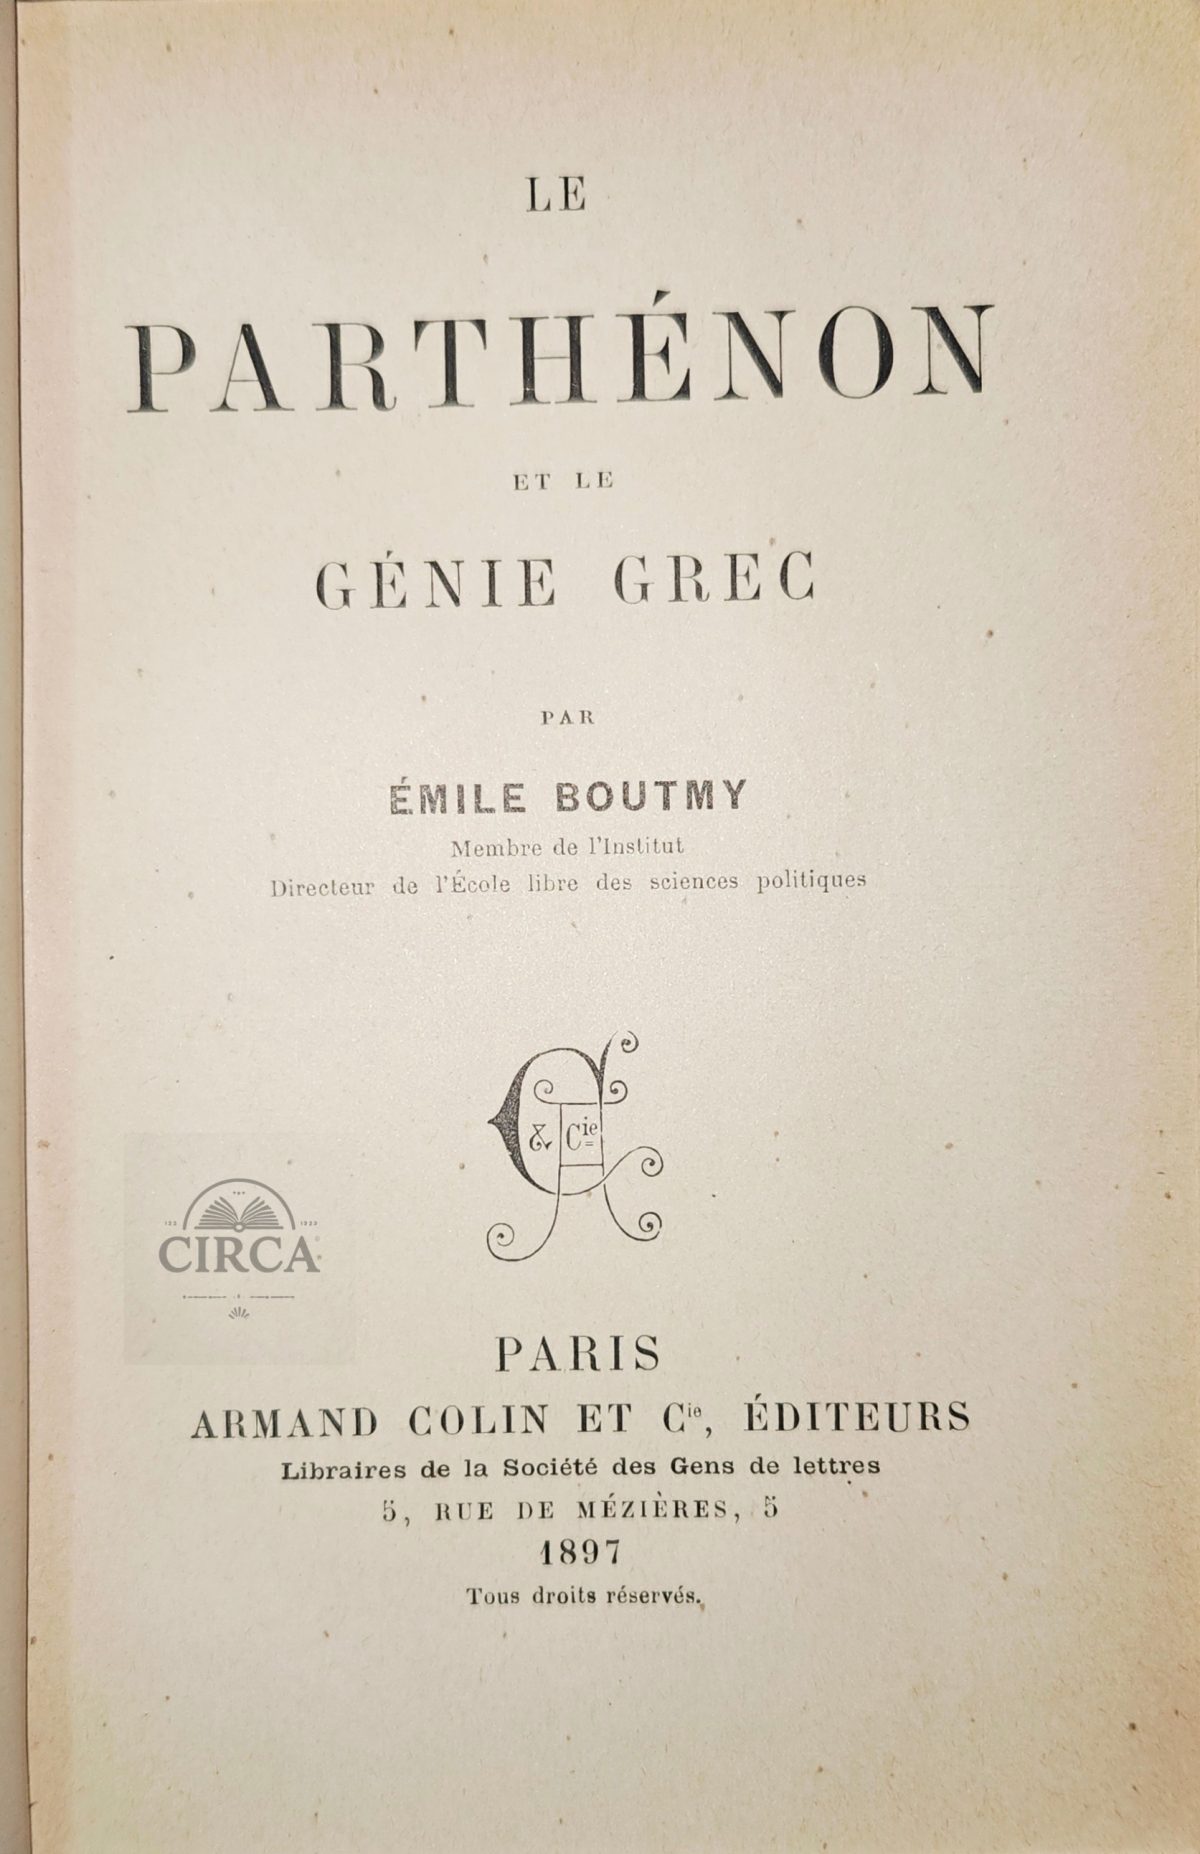 LE
PARTHÉNON
ET LE
GÉNIE GREC
PAR
ÉMILE BOUTMY
Membre de l'Institut
Directeur de l'École libre des sciences politiques
& Cie
CIRCA
PARIS
ARMAND COLIN ET Cie, ÉDITEURS
Libraires de la Société des Gens de lettres
5, RUE DE MÉZIÈRES, 5
1897
Tous droits réservés.